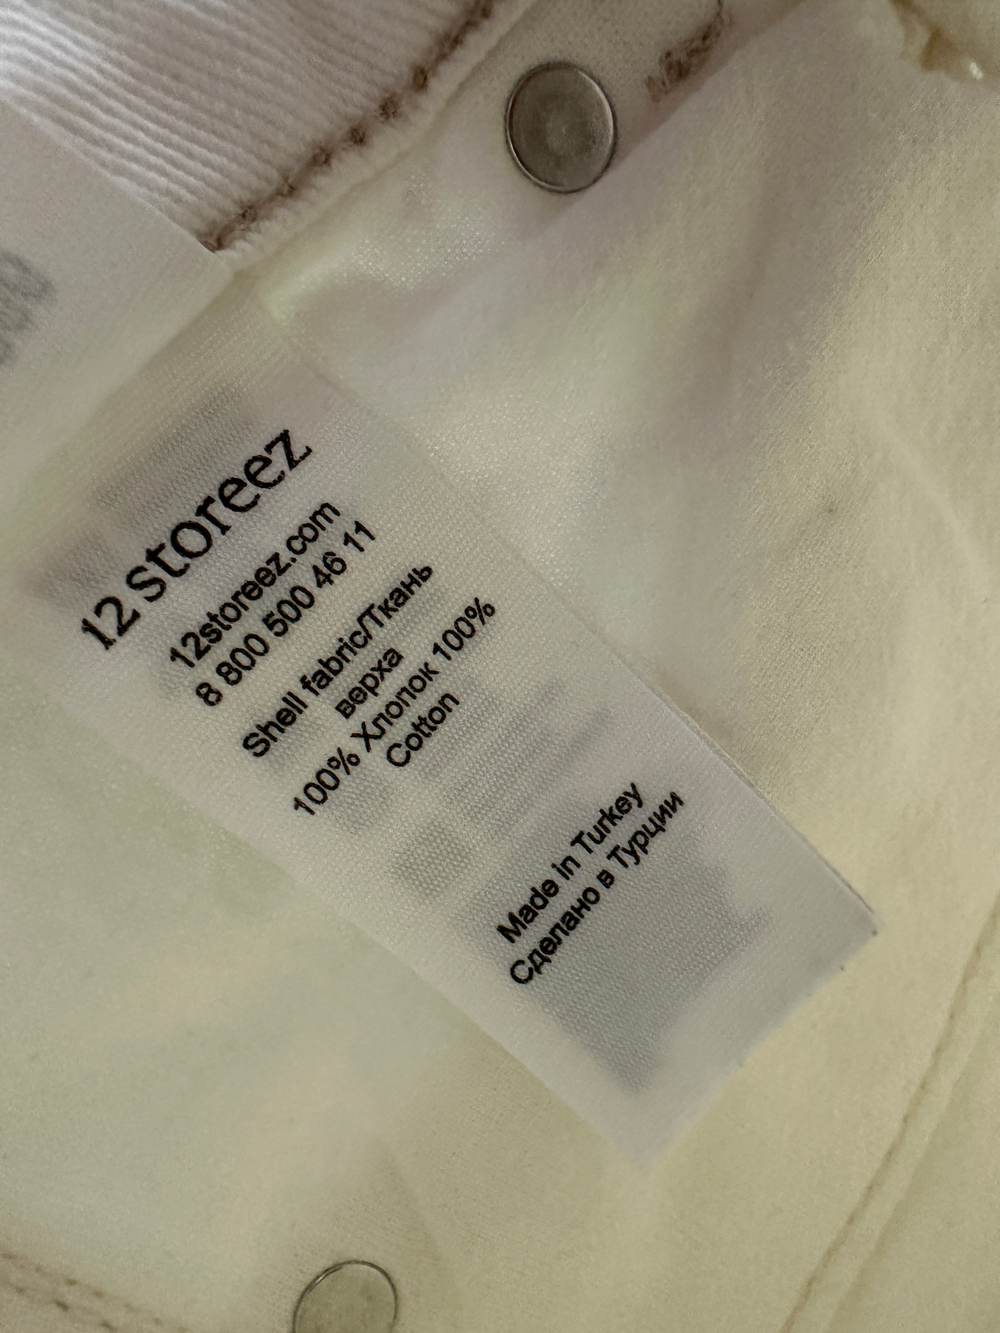 12 storeez
12storeez.com
8 800 500 46 11
Shell fabric/Ткань
верха
100% Хлопок 100%
Cotton
Made in Turkey
Сделано в Турции